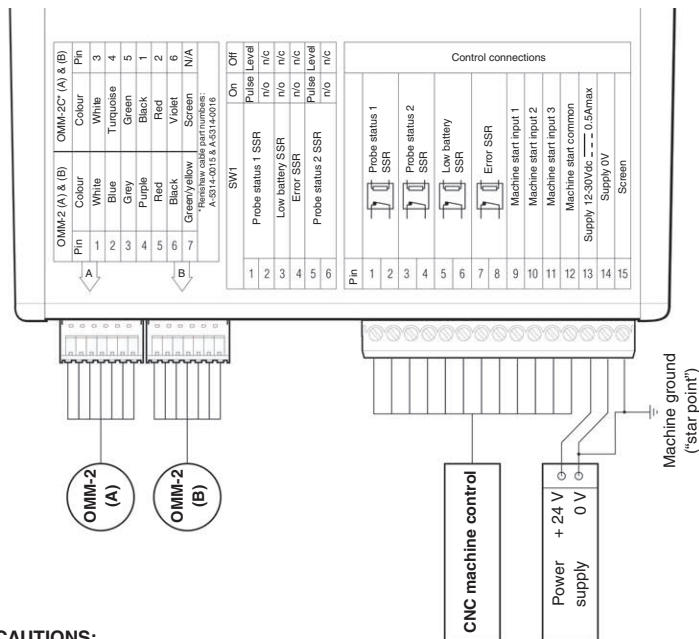 OMM-2 (A) & (B) OMM-2C* (A) & (B)
Pin Colour Colour Pin
1 White White 3
2 Blue Turquoise 4
3 Grey Green 5
4 Purple Black 1
5 Red Red 2
6 Black Violet 6
7 Green/yellow Screen N/A
*Renishaw cable part numbers:
A-5314-0015 & A-5314-0016
A
B
SW1 On Off
1 Probe status 1 SSR Pulse Level
2 n/o n/c
3 Low battery SSR n/o n/c
4 Error SSR n/o n/c
5 Probe status 2 SSR Pulse Level
6 n/o n/c
Pin Control connections
1 Probe status 1
2 SSR
3 Probe status 2
4 SSR
5 Low battery
6 SSR
7 Error SSR
8
9 Machine start input 1
10 Machine start input 2
11 Machine start input 3
12 Machine start common
13 Supply 12-30Vdc 0.5Amax
14 Supply 0V
15 Screen
OMM-2
(A)
OMM-2
(B)
CNC machine control
Power
supply
+ 24 V
0 V
Machine ground
("star point")
CAUTIONS: